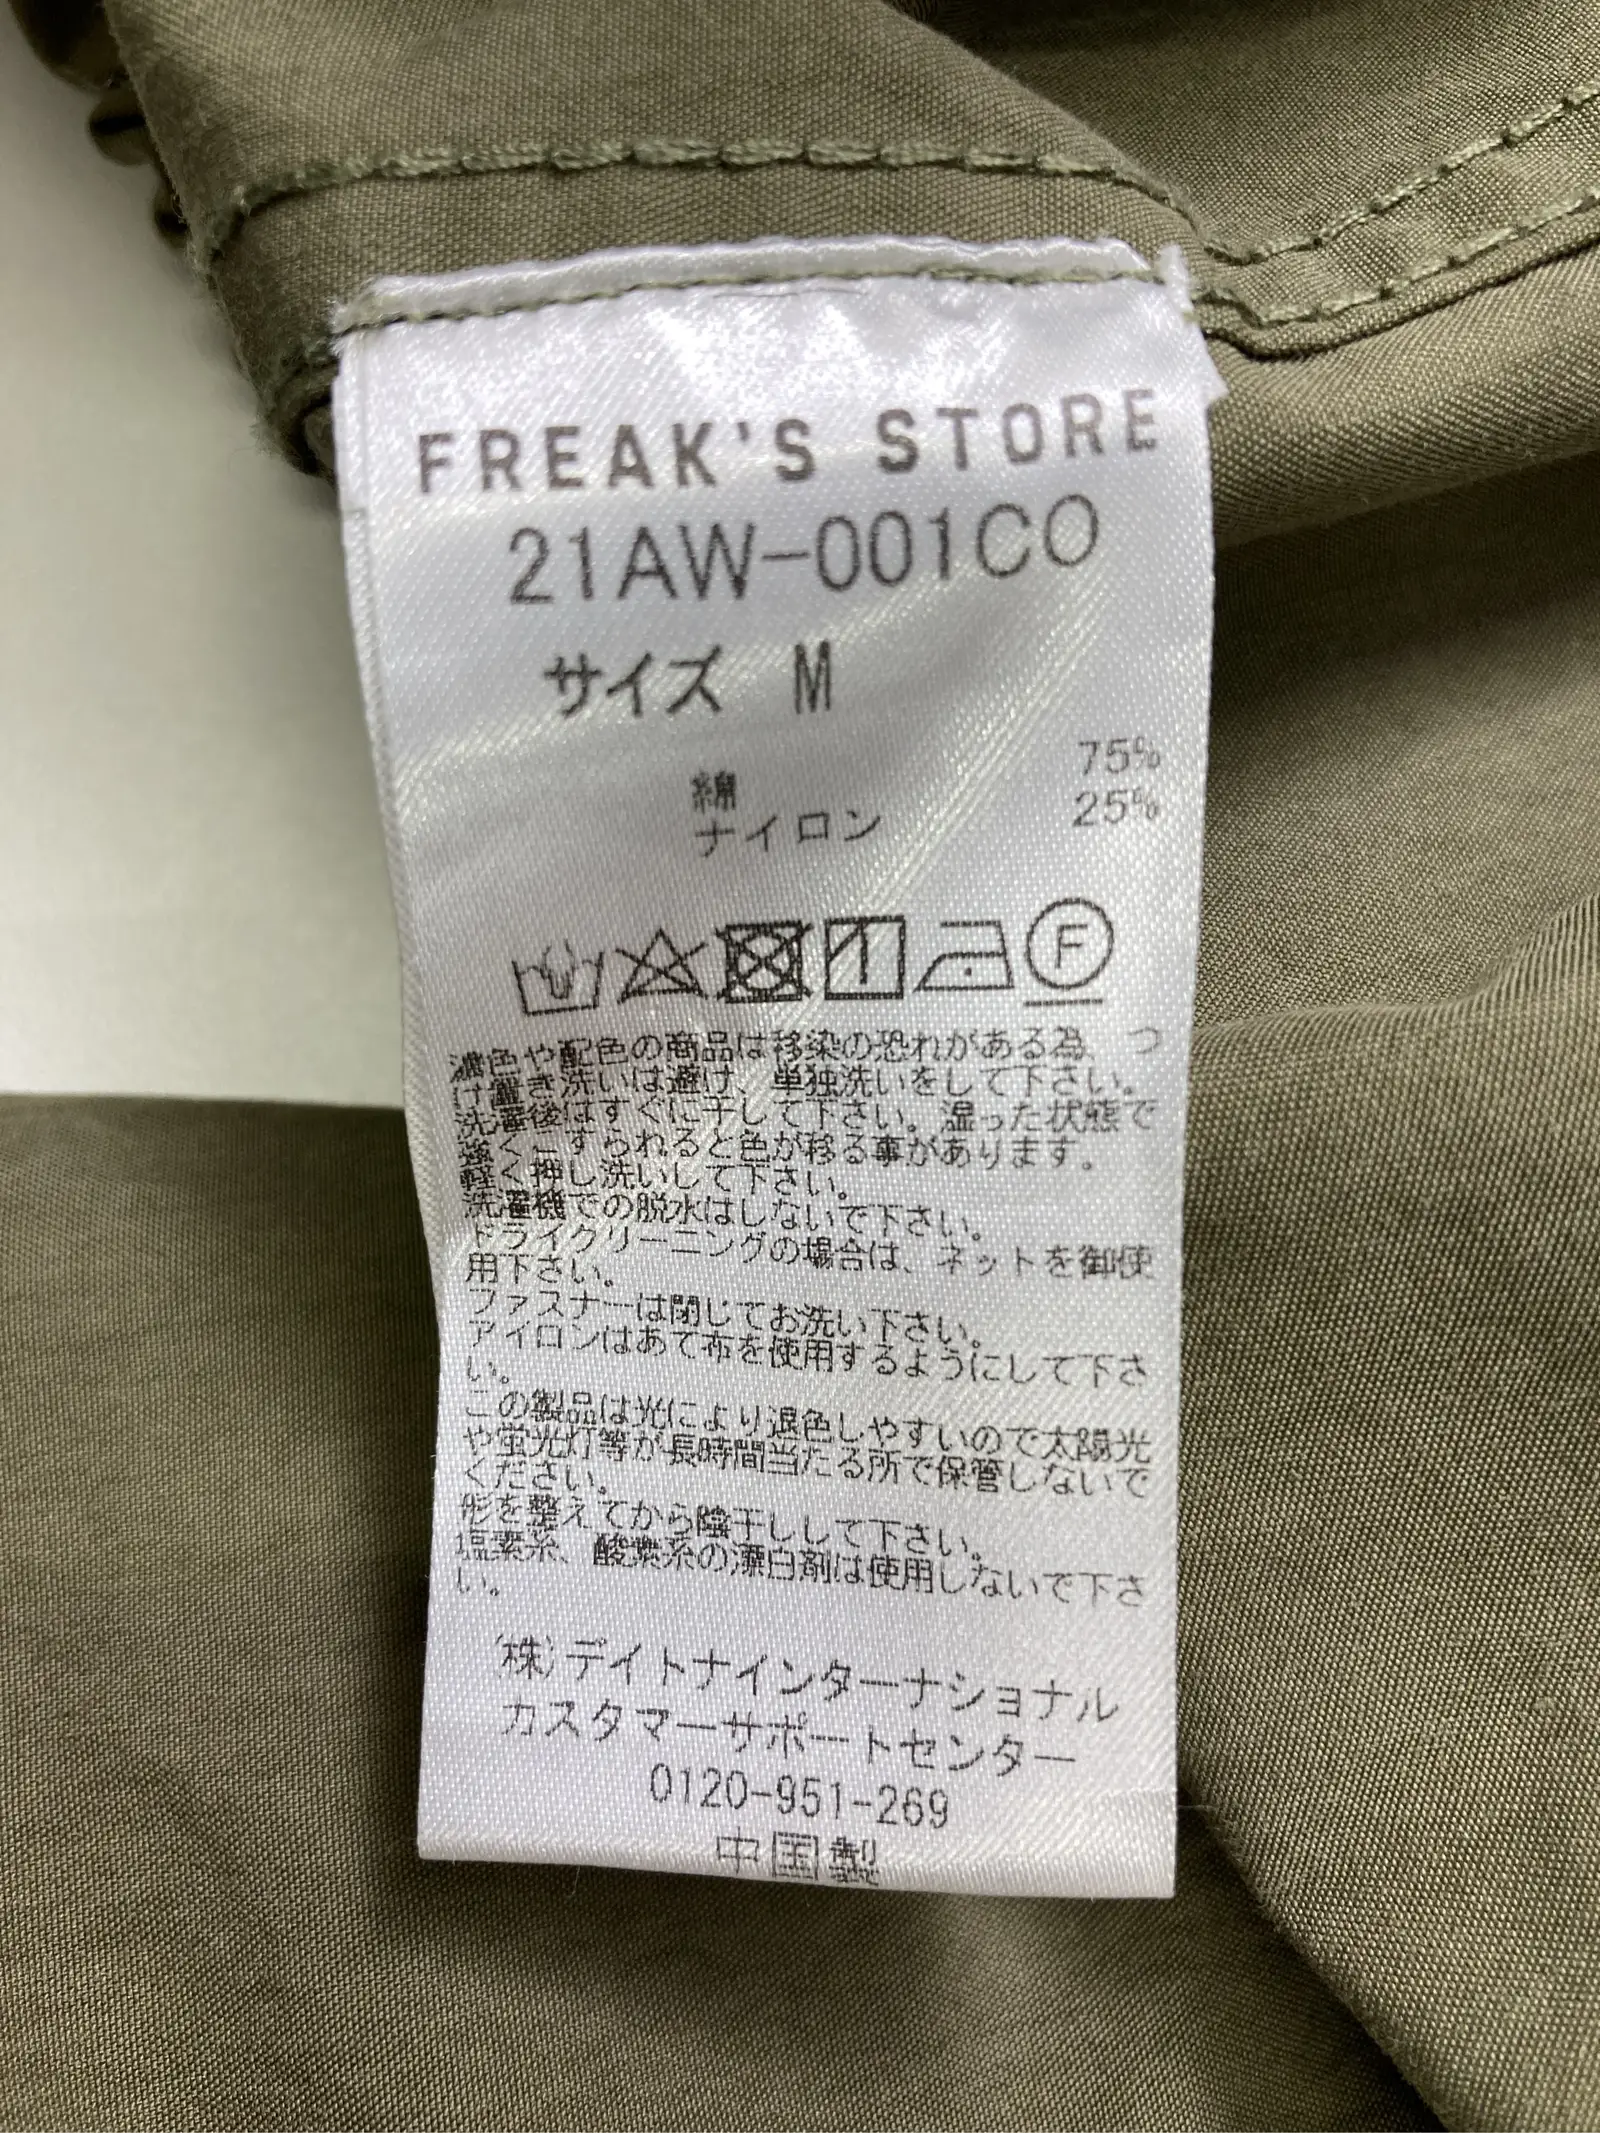 FREAK'S STORE
21AW-001CO
サイズ M
綿 75%
ナイロン 25%
F
濃色や配色の商品は移染の恐れがある為、つ
け置き洗いは避け、単独洗いをして下さい。
洗濯後はすぐに干して下さい。湿った状態で
強くこすられると色が移る事があります。
軽く押し洗いして下さい。
洗濯機での脱水はしないで下さい。
ドライクリーニングの場合は、ネットを御使
用下さい。
ファスナーは閉じてお洗い下さい。
アイロンはあて布を使用するようにして下さ
い。
この製品は光により退色しやすいので太陽光
や蛍光灯等が長時間当たる所で保管しないで
ください。
形を整えてから陰干ししして下さい。
塩素系、酸素系の漂白剤は使用しないで下さ
い。
(株)デイトナインターナショナル
カスタマーサポートセンター
0120-951-269
中国製